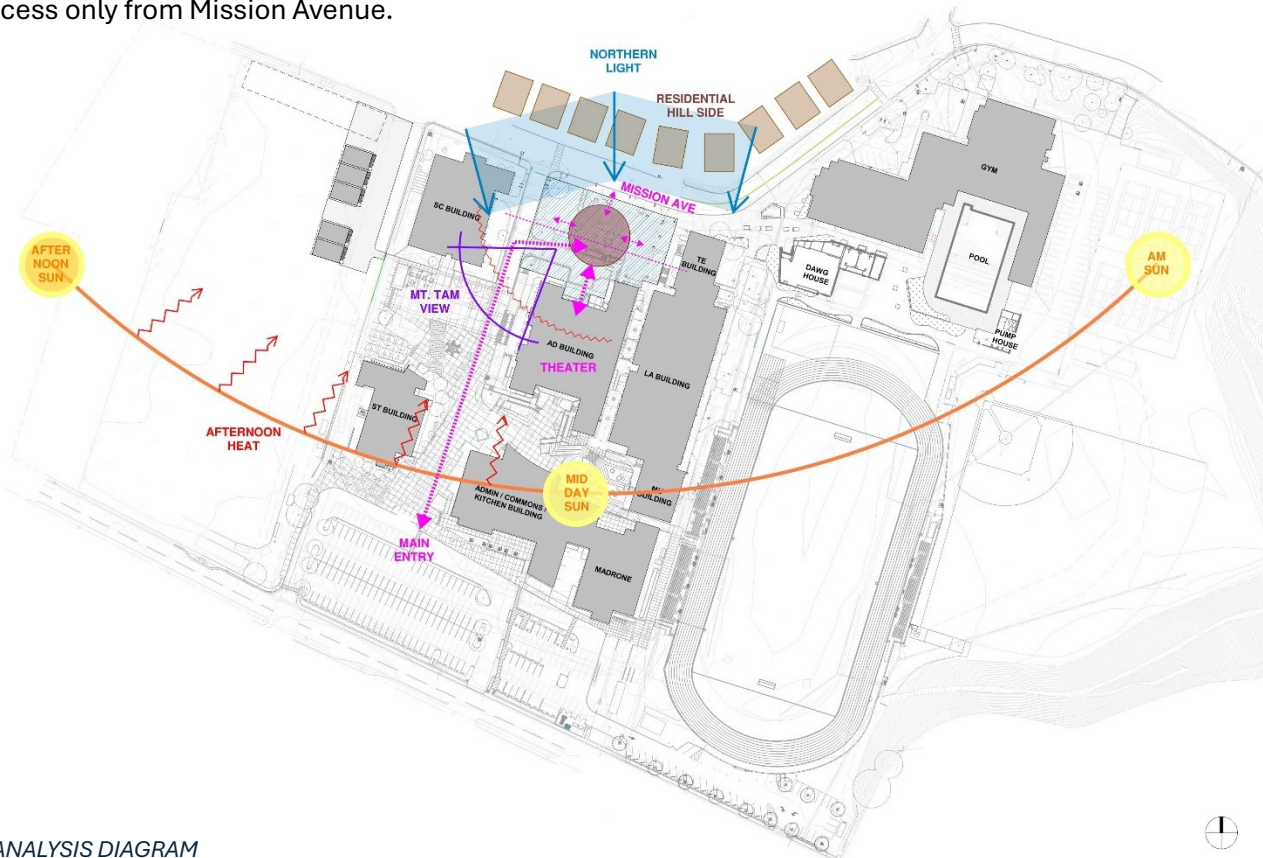 cess only from Mission Avenue.
NORTHERN
LIGHT
RESIDENTIAL
HILL SIDE
MISSION AVE
GYM
SC BUILDING
TE
BUILDING
AFTER
NOON
SUN
AM
SUN
DAWG
HOUSE
POOL
MT. TAM
VIEW
PUMP
HOUSE
AD BUILDING
THEATER
LA BUILDING
ST BUILDING
AFTERNOON
HEAT
MID
DAY
SUN
BUILDING
ADMIN / COMMONS /
KITCHEN BUILDING
MAIN
ENTRY
MADRONE
ANALYSIS DIAGRAM